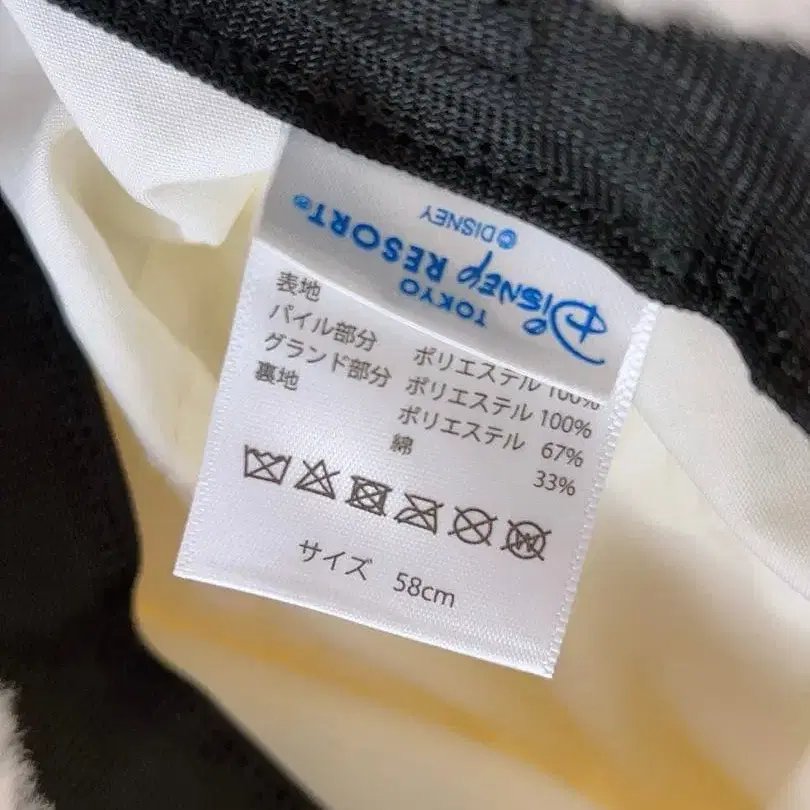 TOKYO
DISNEY RESORT®
© DISNEY
表地
パイル部分 ポリエステル 100%
グランド部分 ポリエステル 100%
裏地 ポリエステル 67%
綿 33%
サイズ 58cm